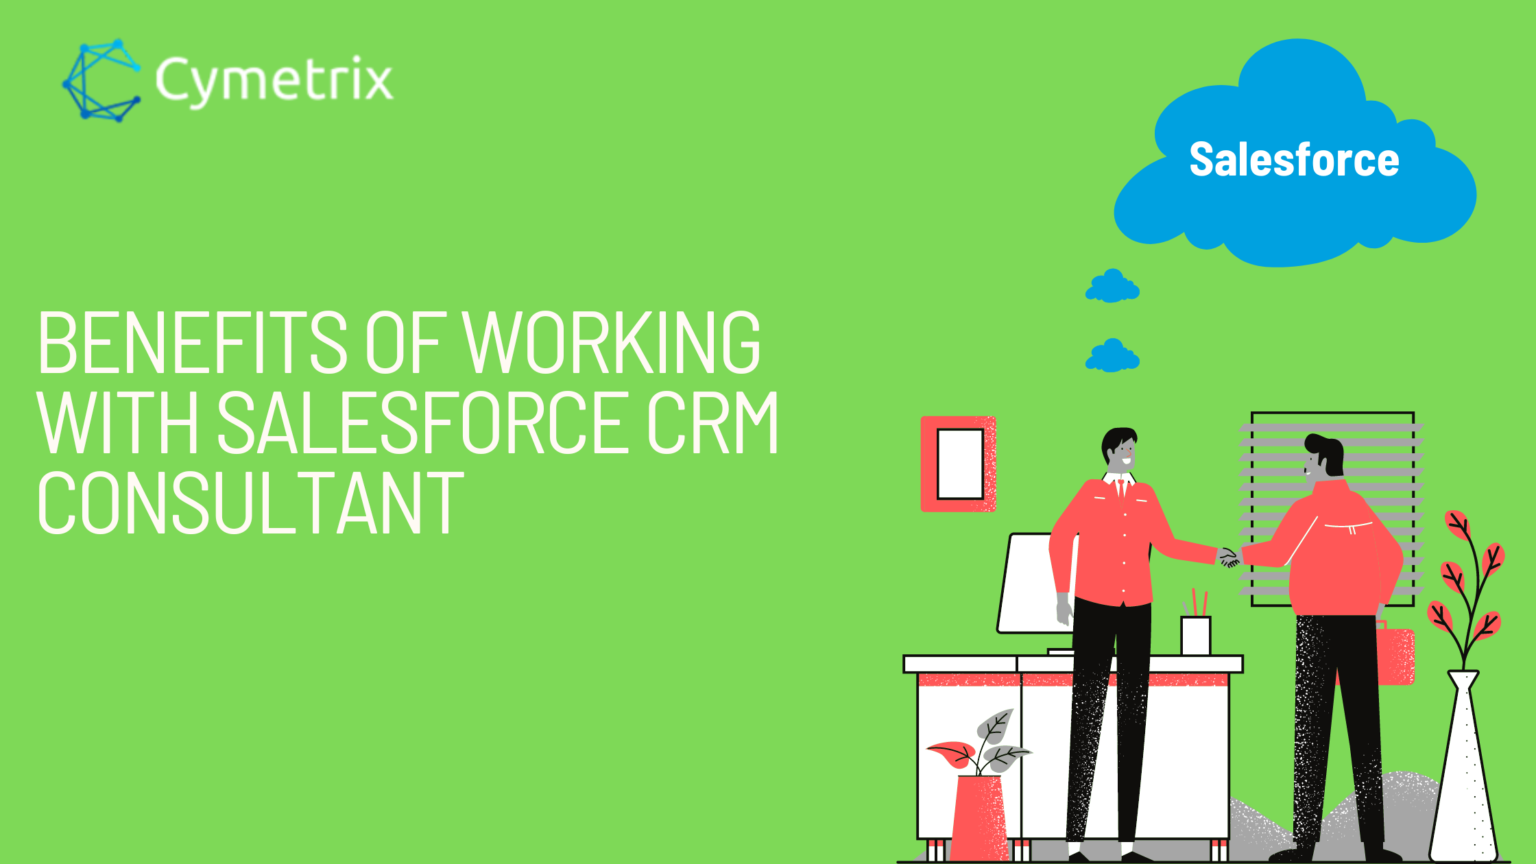 Cymetrix
Salesforce
BENEFITS OF WORKING
WITH SALESFORCE CRM
CONSULTANT